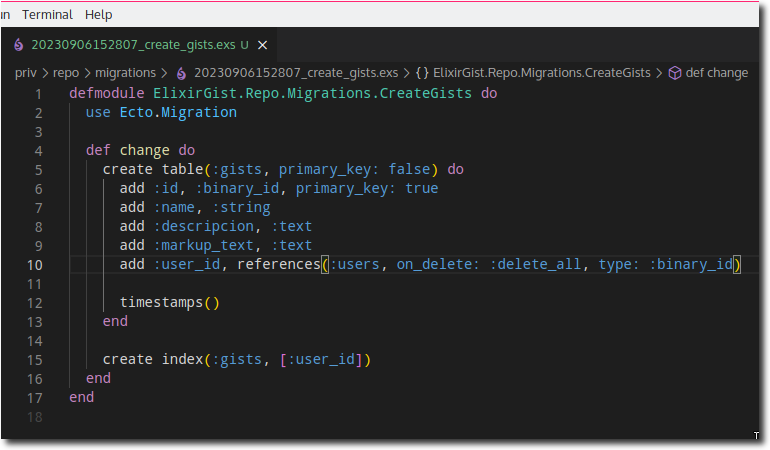 un Terminal Help
20230906152807_create_gists.exs U ×
priv > repo > migrations > 20230906152807_create_gists.exs > {} ElixirGist.Repo.Migrations.CreateGists > def change
1 defmodule ElixirGist.Repo.Migrations.CreateGists do
2 use Ecto.Migration
3
4 def change do
5 create table(:gists, primary_key: false) do
6 add :id, :binary_id, primary_key: true
7 add :name, :string
8 add :descripcion, :text
9 add :markup_text, :text
10 add :user_id, references(:users, on_delete: :delete_all, type: :binary_id)
11
12 timestamps()
13 end
14
15 create index(:gists, [:user_id])
16 end
17 end
18
T